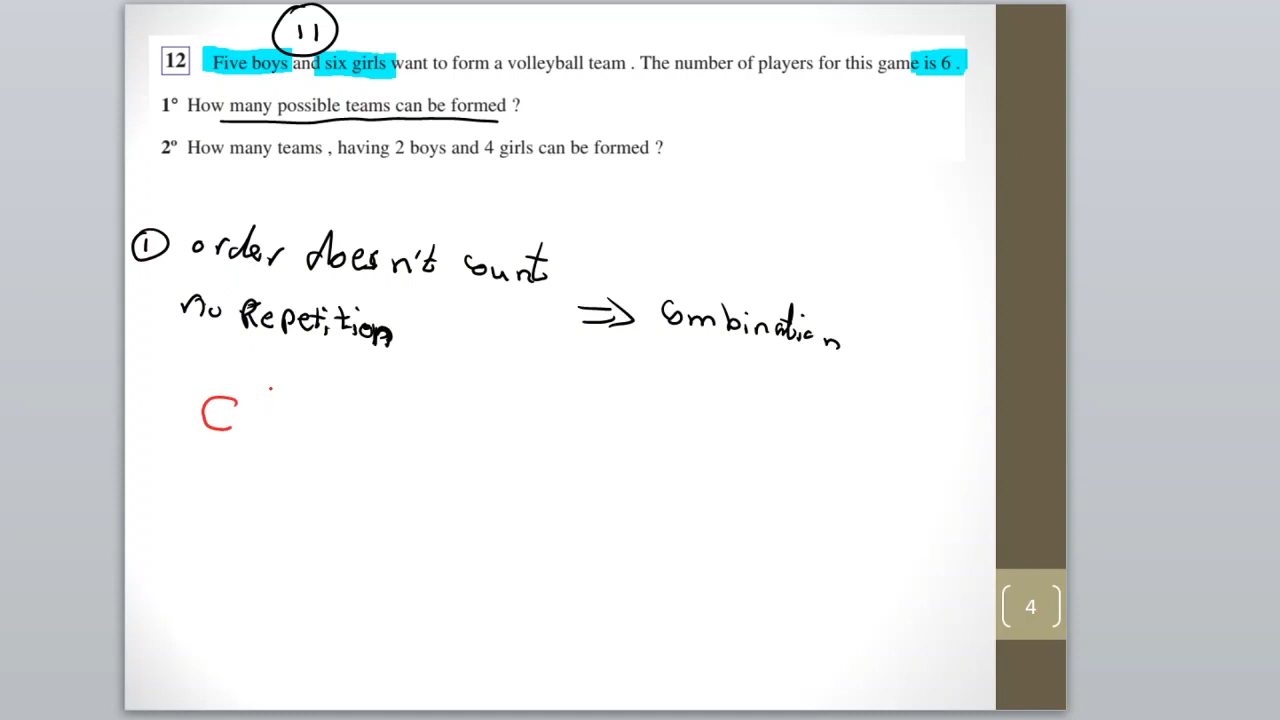 11
12 Five boys and six girls want to form a volleyball team . The number of players for this game is 6 .
1° How many possible teams can be formed ?
2° How many teams , having 2 boys and 4 girls can be formed ?
1 order doesn't count
no Repetition ⇒ combination
C
4